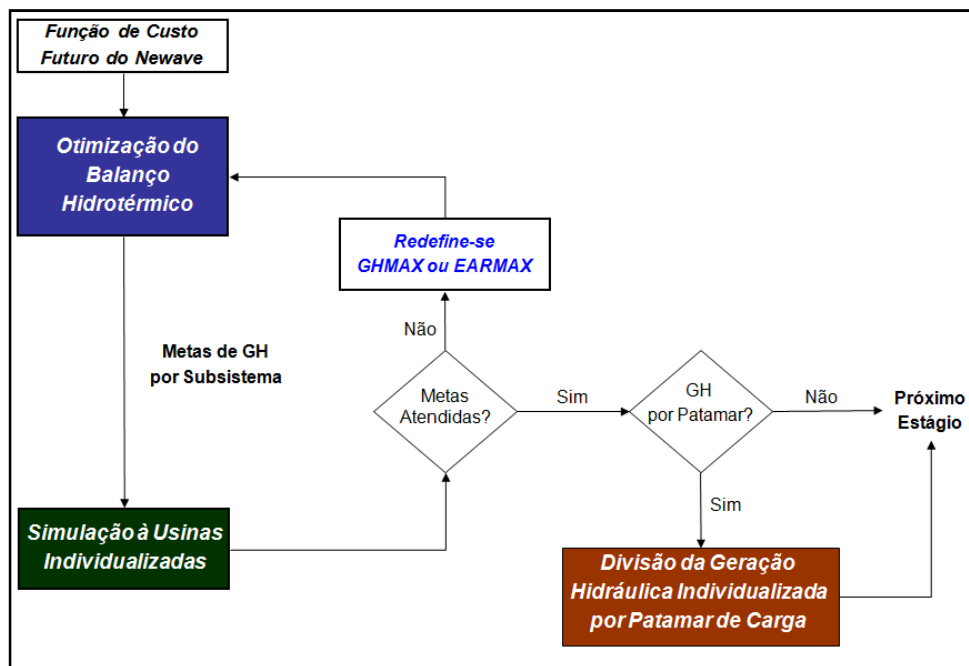 Função de Custo
Futuro do Newave
Otimização do
Balanço
Hidrotérmico
Redefine-se
GHMAX ou EARMAX
Não
Metas de GH
por Subsistema
Metas
Atendidas?
Sim
GH
por Patamar?
Não
Próximo
Estágio
Sim
Simulação à Usinas
Individualizadas
Divisão da Geração
Hidráulica Individualizada
por Patamar de Carga